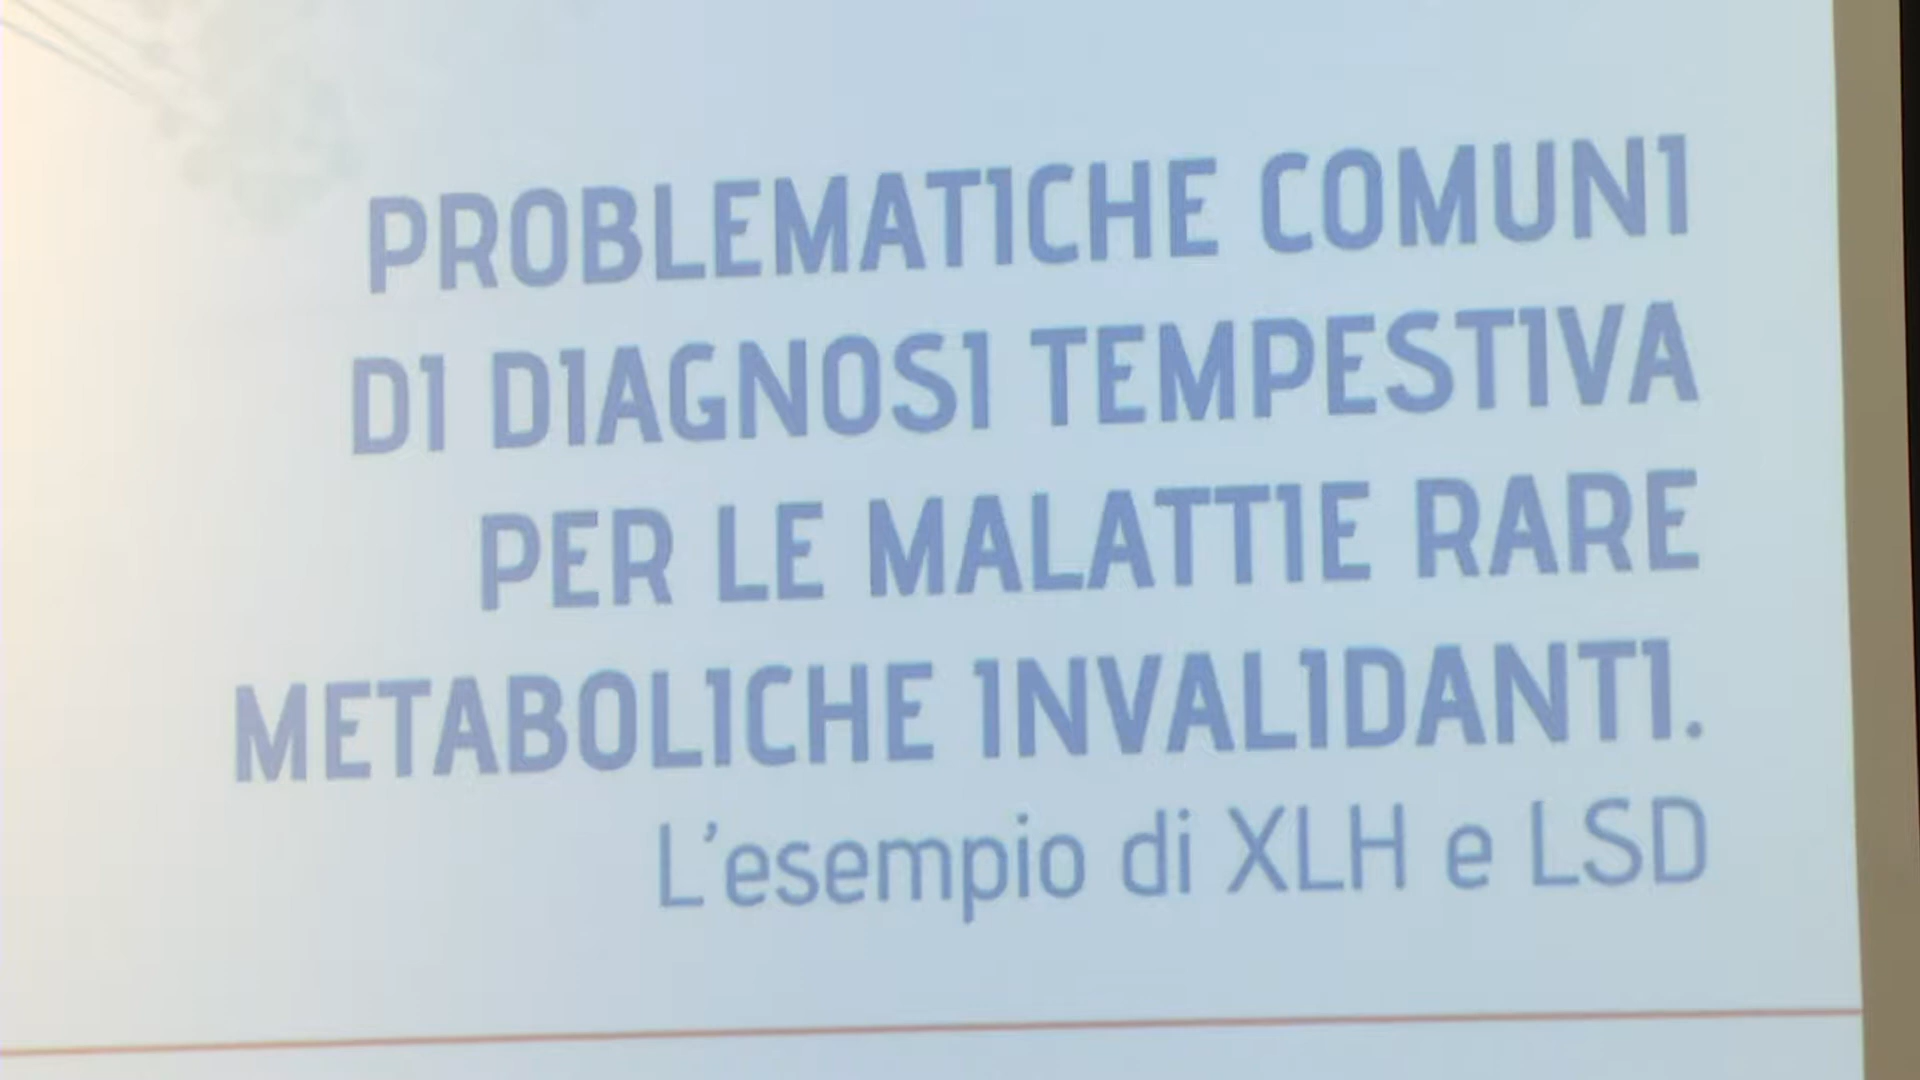 PROBLEMATICHE COMUNI
DI DIAGNOSI TEMPESTIVA
PER LE MALATTIE RARE
METABOLICHE INVALIDANTI.
L'esempio di XLH e LSD